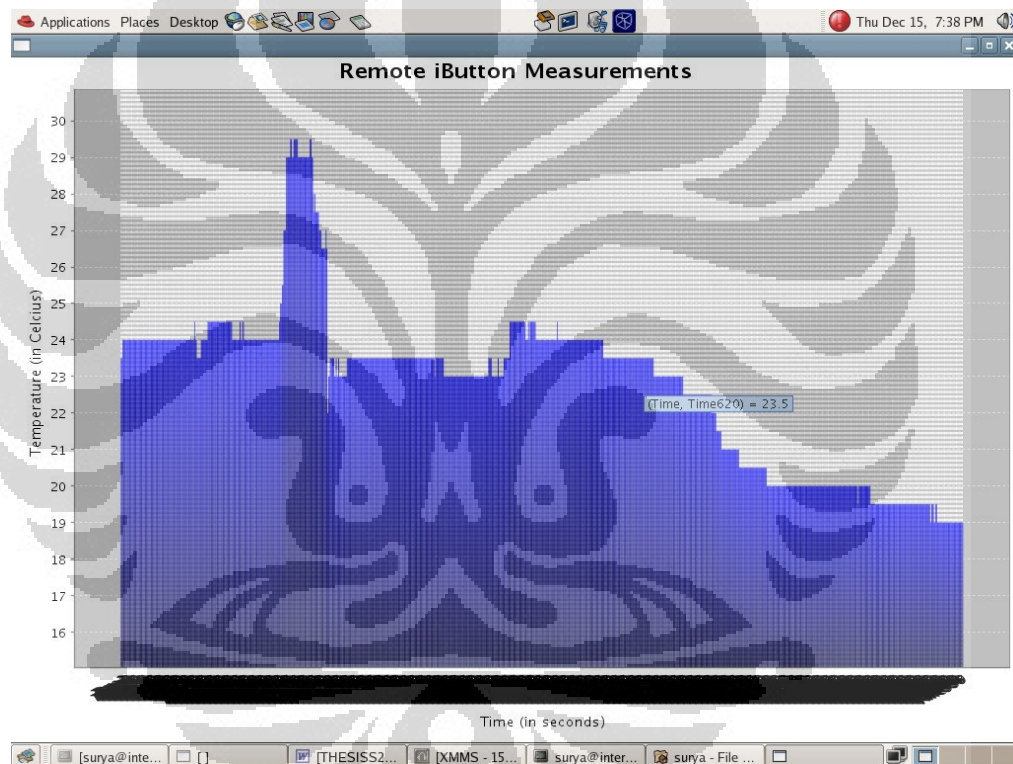 Applications Places Desktop Thu Dec 15, 7:38 PM
Remote iButton Measurements
30
29
28
27
26
25
24
23
22
21
20
19
18
17
16
Temperature (in Celcius)
(Time, Time620) = 23.5
Time (in seconds)
[surya@inte... [ ] [THESISS2... [XMMS - 15... surya@inter... surya - File ...